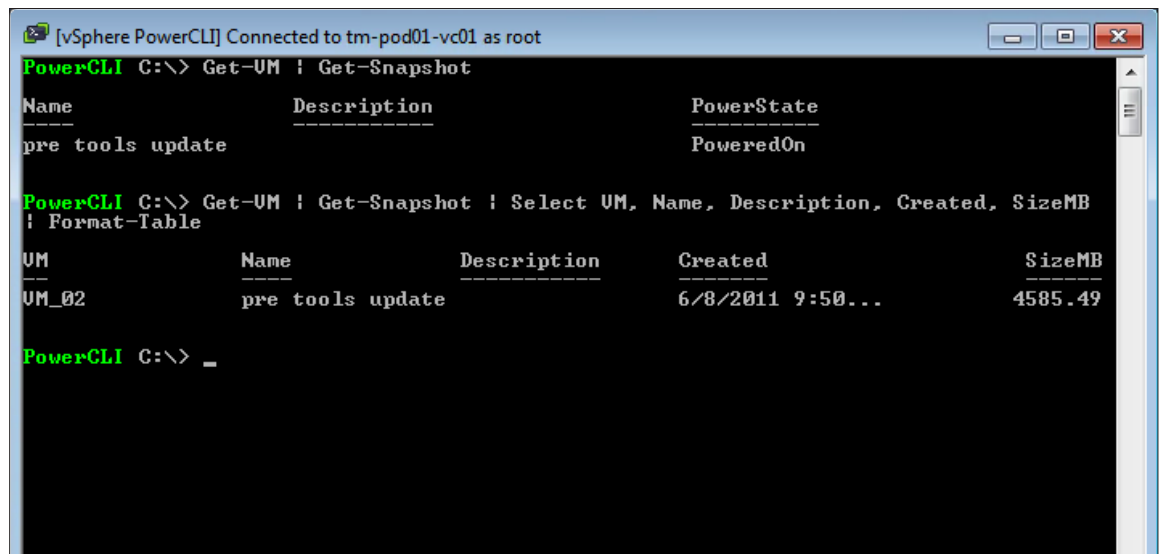 [vSphere PowerCLI] Connected to tm-pod01-vc01 as root
PowerCLI C:\> Get-VM | Get-Snapshot
Name Description PowerState
---- ----------- ----------
pre tools update PoweredOn
PowerCLI C:\> Get-VM | Get-Snapshot | Select VM, Name, Description, Created, SizeMB
| Format-Table
VM Name Description Created SizeMB
-- ---- ----------- ------- ------
VM_02 pre tools update 6/8/2011 9:50... 4585.49
PowerCLI C:\> _